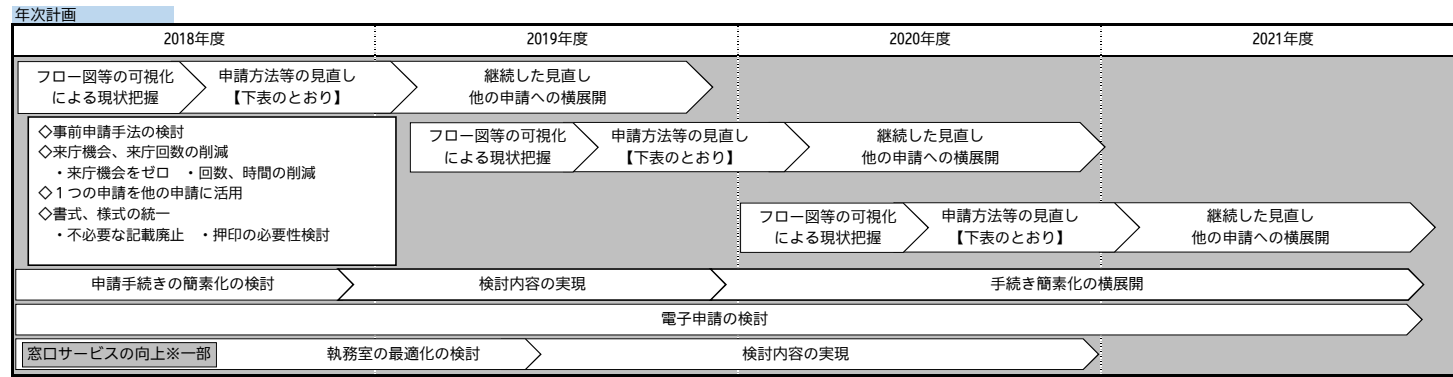 年次計画
2018年度
2019年度
2020年度
2021年度
フロー図等の可視化
による現状把握
申請方法等の見直し
【下表のとおり】
継続した見直し
他の申請への横展開
◇事前申請手法の検討
◇来庁機会、来庁回数の削減
・来庁機会をゼロ ・回数、時間の削減
◇１つの申請を他の申請に活用
◇書式、様式の統一
・不必要な記載廃止 ・押印の必要性検討
フロー図等の可視化
による現状把握
申請方法等の見直し
【下表のとおり】
継続した見直し
他の申請への横展開
フロー図等の可視化
による現状把握
申請方法等の見直し
【下表のとおり】
継続した見直し
他の申請への横展開
申請手続きの簡素化の検討
検討内容の実現
手続き簡素化の横展開
電子申請の検討
窓口サービスの向上※一部
執務室の最適化の検討
検討内容の実現